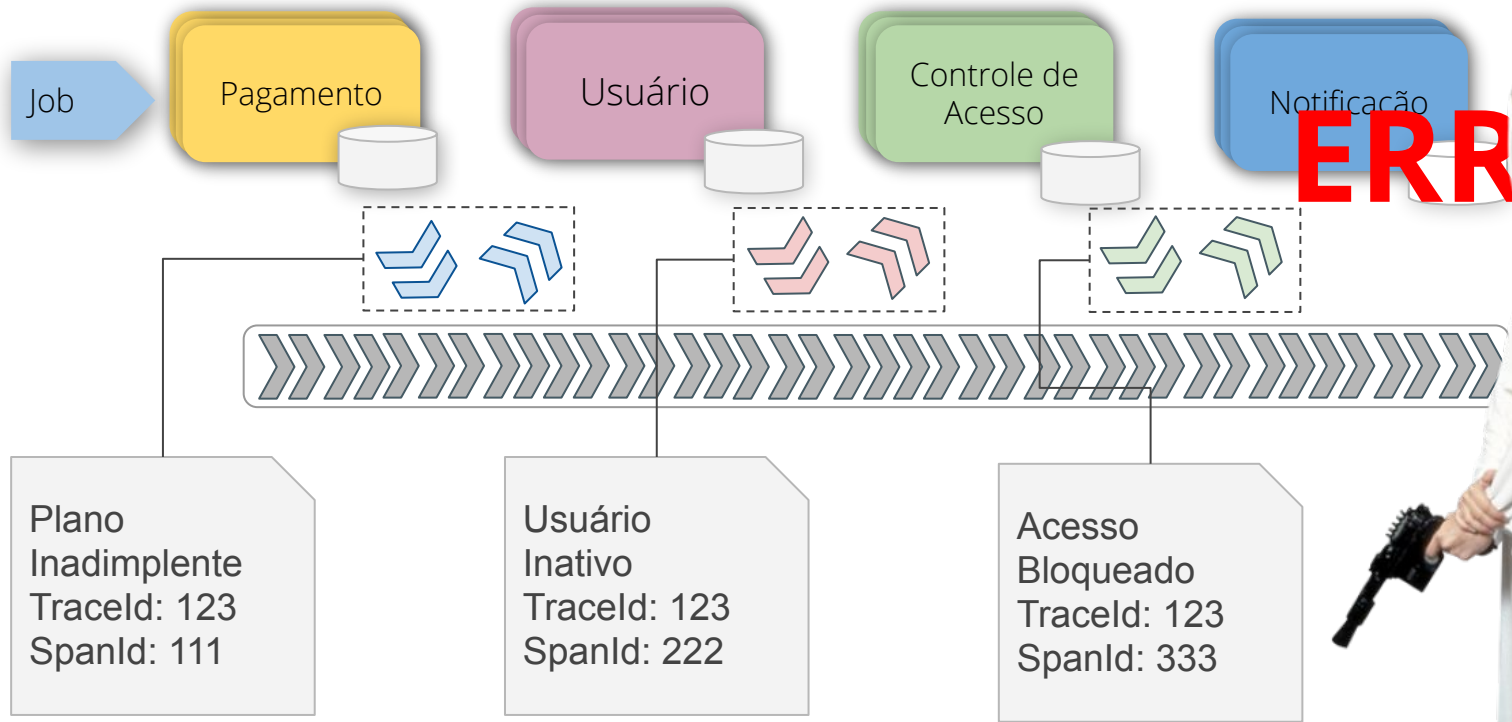 Job
Pagamento
Usuário
Controle de
Acesso
Notificação
ERR
Plano
Inadimplente
TraceId: 123
SpanId: 111
Usuário
Inativo
TraceId: 123
SpanId: 222
Acesso
Bloqueado
TraceId: 123
SpanId: 333